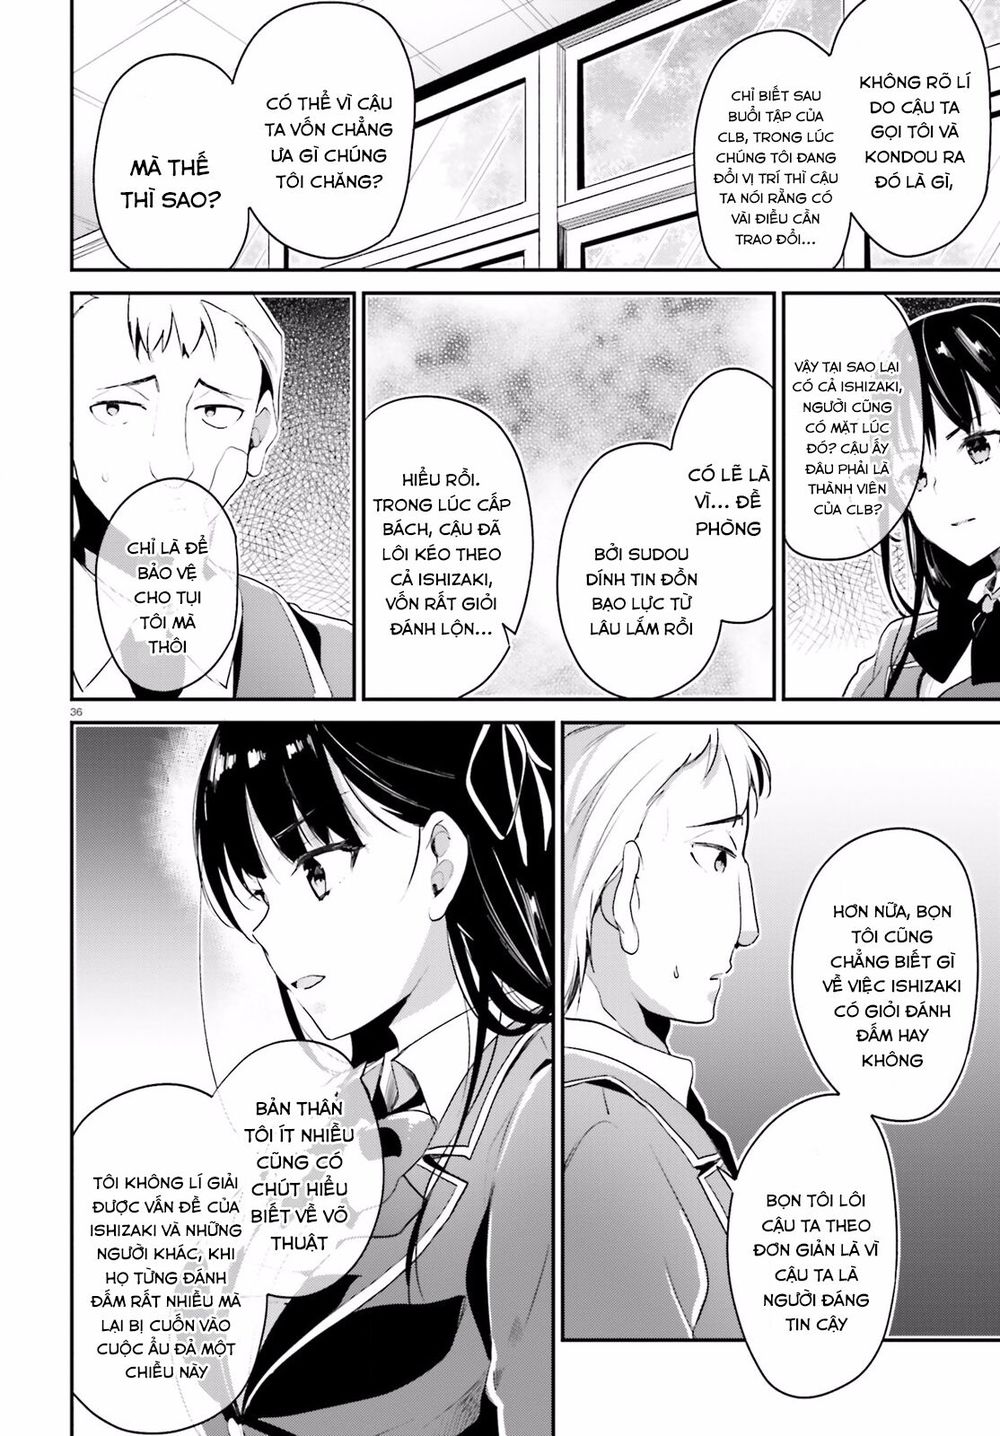 KHÔNG RÕ LÍ
DO CẬU TA
GỌI TÔI VÀ
KONDOU RA
ĐÓ LÀ GÌ,
CHỈ BIẾT SAU
BUỔI TẬP CỦA
CLB, TRONG LÚC
CHÚNG TÔI ĐANG
ĐỔI VỊ TRÍ THÌ CẬU
TA NÓI RẰNG CÓ
VÀI ĐIỀU CẦN
TRAO ĐỔI...
CÓ THỂ VÌ CẬU
TA VỐN CHẲNG
ƯA GÌ CHÚNG
TÔI CHĂNG?
MÀ THẾ
THÌ SAO?
VẬY TẠI SAO LẠI
CÓ CẢ ISHIZAKI,
NGƯỜI CŨNG
CÓ MẶT LÚC
ĐÓ? CẬU ẤY
ĐÂU PHẢI LÀ
THÀNH VIÊN
CỦA CLB?
CÓ LẼ LÀ
VÌ... ĐỀ
PHÒNG
BỞI SUDOU
DÍNH TIN ĐỒN
BẠO LỰC TỪ
LÂU LẮM RỒI
HIỂU RỒI.
TRONG LÚC CẤP
BÁCH, CẬU ĐÃ
LÔI KÉO THEO
CẢ ISHIZAKI,
VỐN RẤT GIỎI
ĐÁNH LỘN...
CHỈ LÀ ĐỂ
BẢO VỆ
CHO TỤI
TÔI MÀ
THÔI
36
HƠN NỮA, BỌN
TÔI CŨNG
CHẲNG BIẾT GÌ
VỀ VIỆC ISHIZAKI
CÓ GIỎI ĐÁNH
ĐẤM HAY
KHÔNG
BỌN TÔI LÔI
CẬU TA THEO
ĐƠN GIẢN LÀ VÌ
CẬU TA LÀ
NGƯỜI ĐÁNG
TIN CẬY
BẢN THÂN
TÔI ÍT NHIỀU
CŨNG CÓ
CHÚT HIỂU
BIẾT VỀ VÕ
THUẬT
TÔI KHÔNG LÍ GIẢI
ĐƯỢC VẤN ĐỀ CỦA
ISHIZAKI VÀ NHỮNG
NGƯỜI KHÁC, KHI
HỌ TỪNG ĐÁNH
ĐẤM RẤT NHIỀU MÀ
LẠI BỊ CUỐN VÀO
CUỘC ẨU ĐẢ MỘT
CHIỀU NÀY